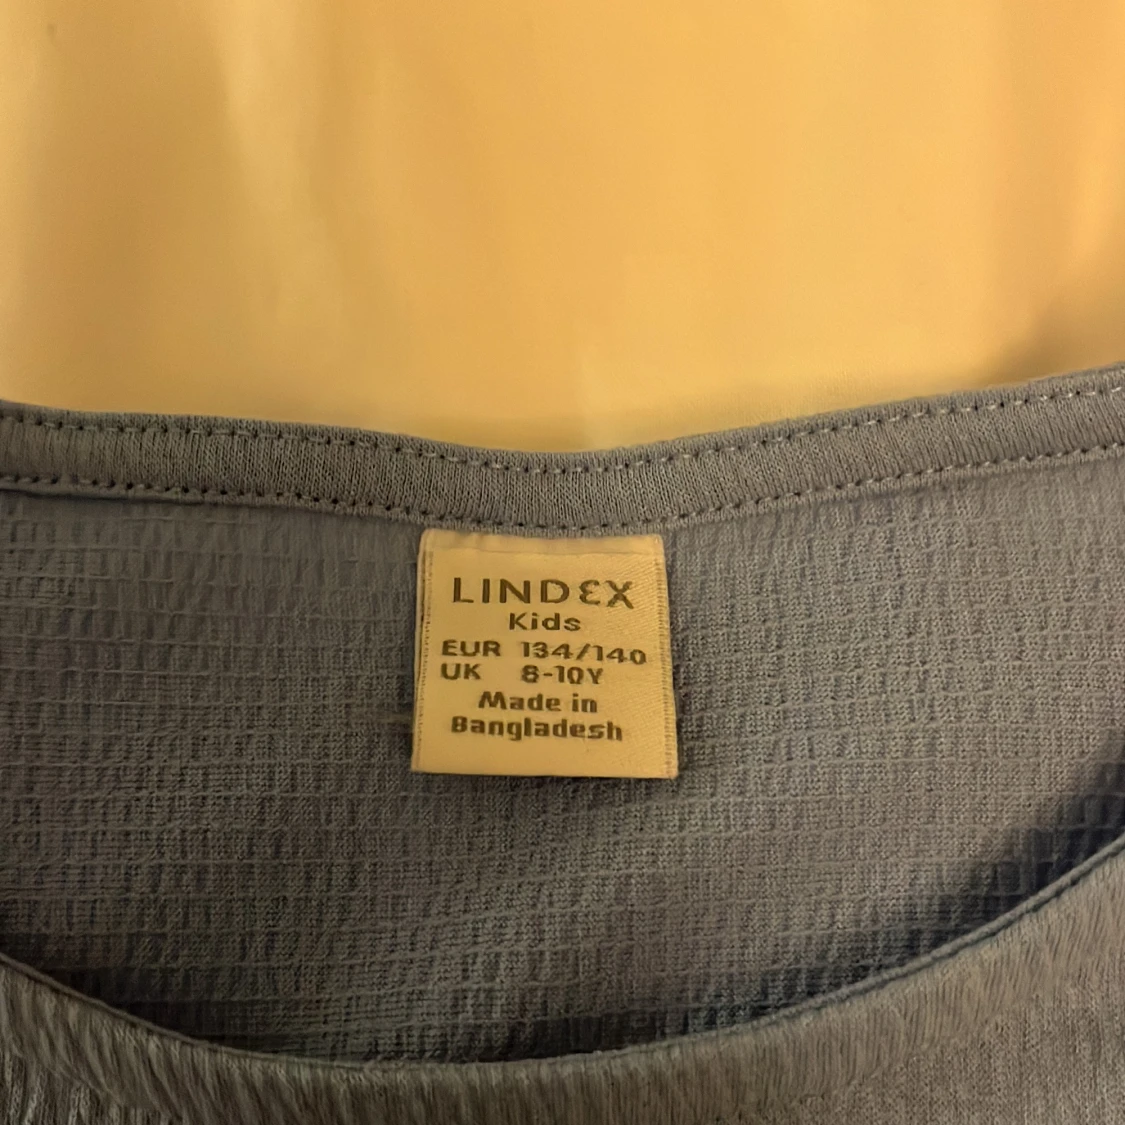 LINDEX
Kids
EUR 134/140
UK 8-10Y
Made in
Bangladesh